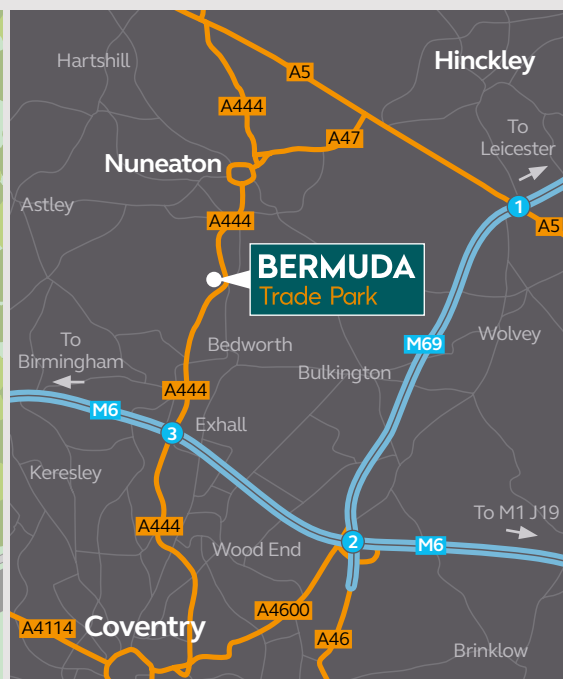 Hartshill
Hinckley
A5
A444
To
Leicester
A47
Nuneaton
Astley
1
A444
A5
BERMUDA
Trade Park
To
Birmingham
Bedworth
M69
Wolvey
Bulkington
A444
M6
3
Exhall
Keresley
To M1 J19
A444
Wood End
2
M6
A4600
A4114
Coventry
A46
Brinklow